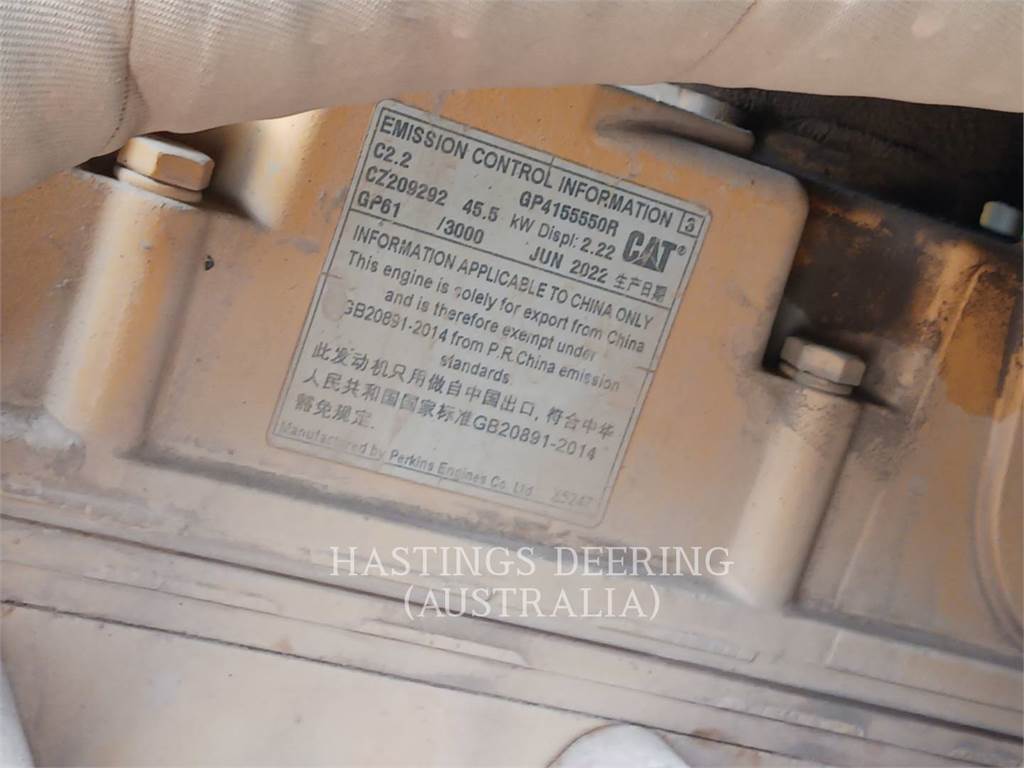 EMISSION CONTROL INFORMATION 3
C2.2 GP4155550R
CZ209292 45.5 kW Displ: 2.22 CAT®
GP61 /3000 JUN 2022 生产日期
INFORMATION APPLICABLE TO CHINA ONLY
This engine is solely for export from China
and is therefore exempt under
GB20891-2014 from P.R.China emission
standards.
此发动机只用做自中国出口, 符合中华
人民共和国国家标准GB20891-2014
豁免规定.
Manufactured by Perkins Engines Co. Ltd.
HASTINGS DEERING
(AUSTRALIA)